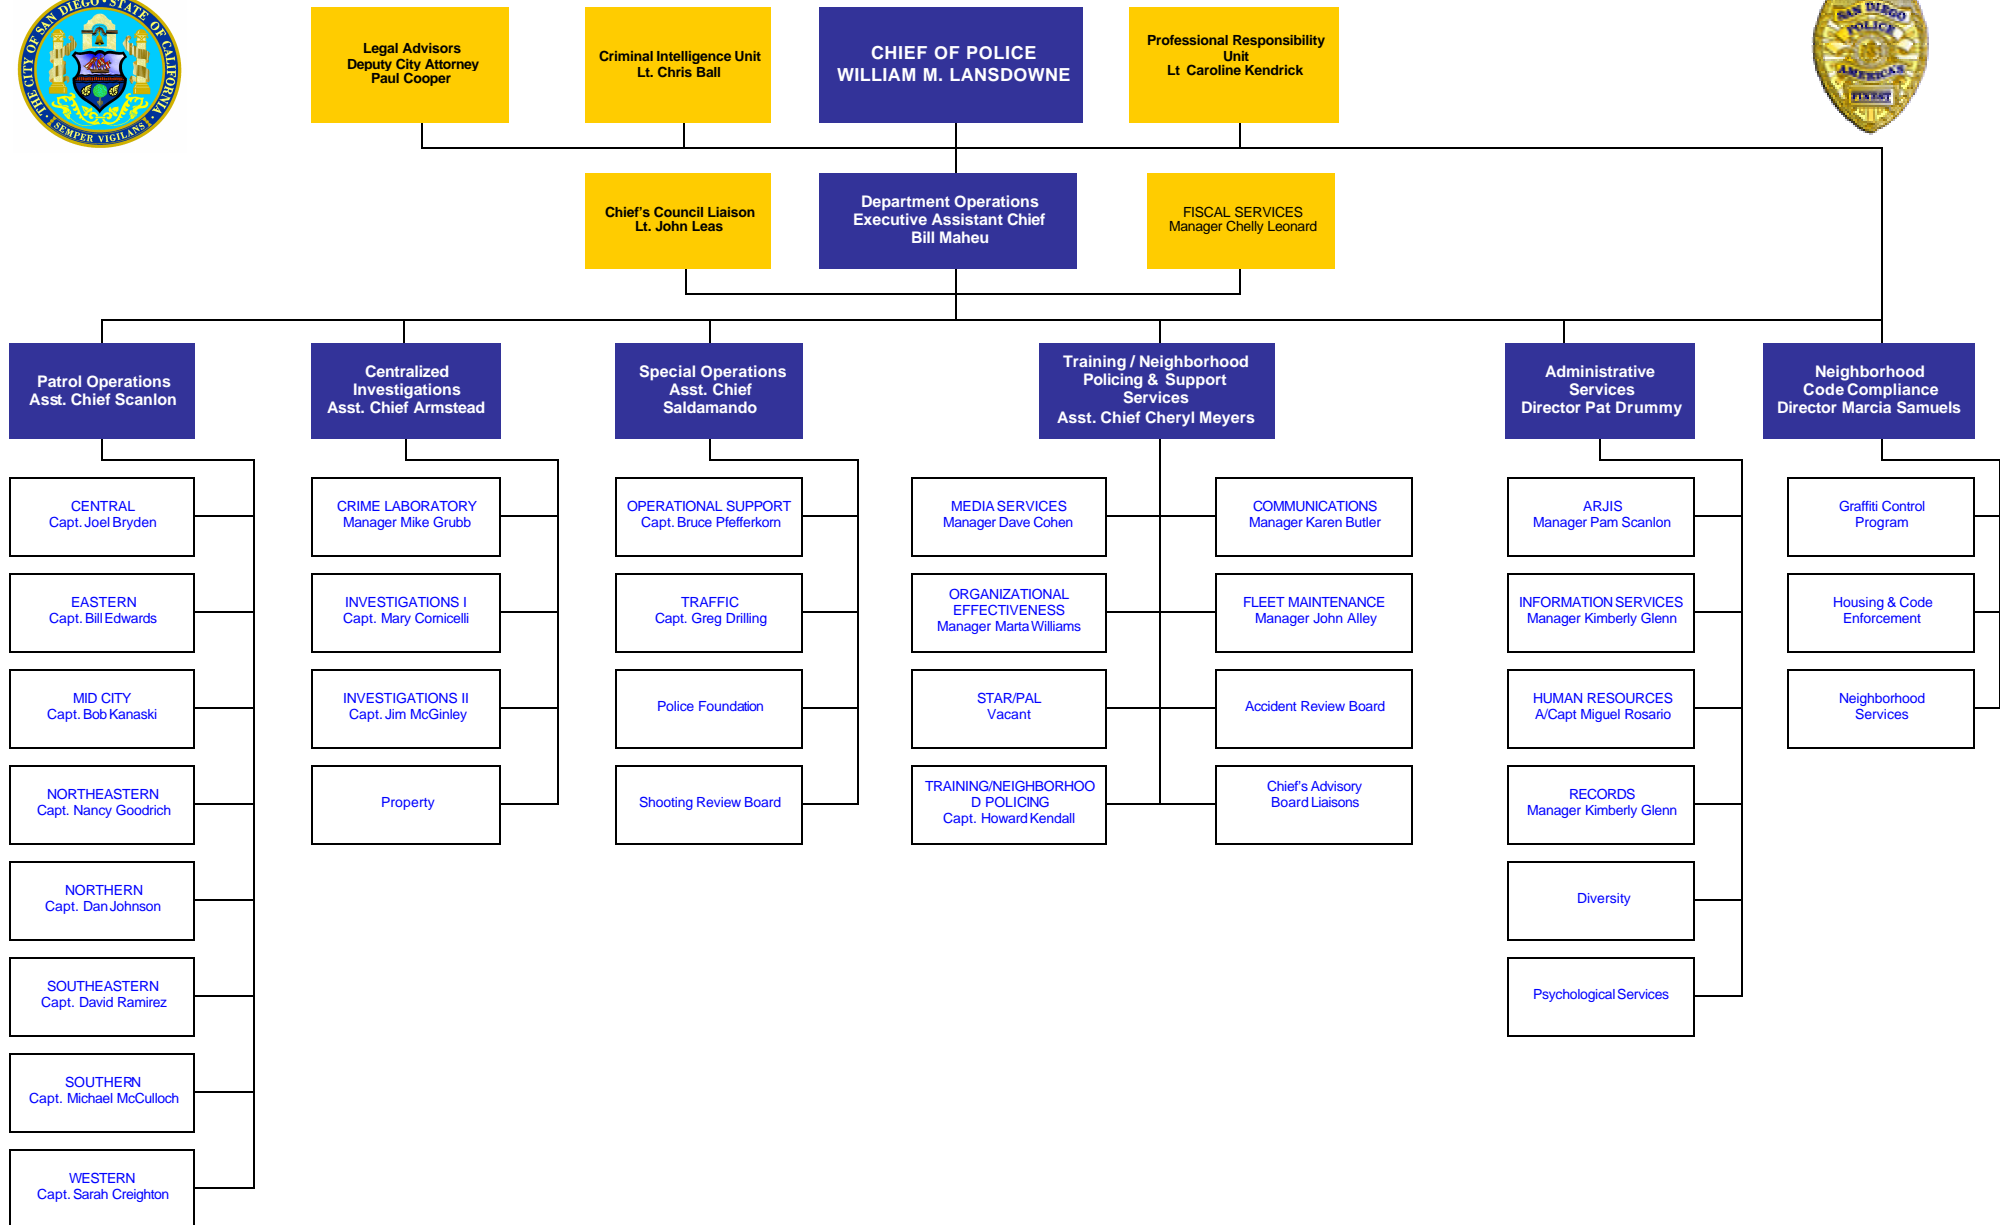 THE CITY OF SAN DIEGO • STATE OF CALIFORNIA
SEMPER VIGILANS
Legal Advisors
Deputy City Attorney
Paul Cooper
Criminal Intelligence Unit
Lt. Chris Ball
CHIEF OF POLICE
WILLIAM M. LANSDOWNE
Professional Responsibility
Unit
Lt Caroline Kendrick
SAN DIEGO
POLICE
AMERICA'S
FINEST
Chief's Council Liaison
Lt. John Leas
Department Operations
Executive Assistant Chief
Bill Maheu
FISCAL SERVICES
Manager Chelly Leonard
Patrol Operations
Asst. Chief Scanlon
Centralized
Investigations
Asst. Chief Armstead
Special Operations
Asst. Chief
Saldamando
Training / Neighborhood
Policing & Support
Services
Asst. Chief Cheryl Meyers
Administrative
Services
Director Pat Drummy
Neighborhood
Code Compliance
Director Marcia Samuels
CENTRAL
Capt. Joel Bryden
EASTERN
Capt. Bill Edwards
MID CITY
Capt. Bob Kanaski
NORTHEASTERN
Capt. Nancy Goodrich
NORTHERN
Capt. Dan Johnson
SOUTHEASTERN
Capt. David Ramirez
SOUTHERN
Capt. Michael McCulloch
WESTERN
Capt. Sarah Creighton
CRIME LABORATORY
Manager Mike Grubb
INVESTIGATIONS I
Capt. Mary Cornicelli
INVESTIGATIONS II
Capt. Jim McGinley
Property
OPERATIONAL SUPPORT
Capt. Bruce Pfefferkorn
TRAFFIC
Capt. Greg Drilling
Police Foundation
Shooting Review Board
MEDIA SERVICES
Manager Dave Cohen
ORGANIZATIONAL
EFFECTIVENESS
Manager Marta Williams
STAR/PAL
Vacant
TRAINING/NEIGHBORHOO
D POLICING
Capt. Howard Kendall
COMMUNICATIONS
Manager Karen Butler
FLEET MAINTENANCE
Manager John Alley
Accident Review Board
Chief's Advisory
Board Liaisons
ARJIS
Manager Pam Scanlon
INFORMATION SERVICES
Manager Kimberly Glenn
HUMAN RESOURCES
A/Capt Miguel Rosario
RECORDS
Manager Kimberly Glenn
Diversity
Psychological Services
Graffiti Control
Program
Housing & Code
Enforcement
Neighborhood
Services